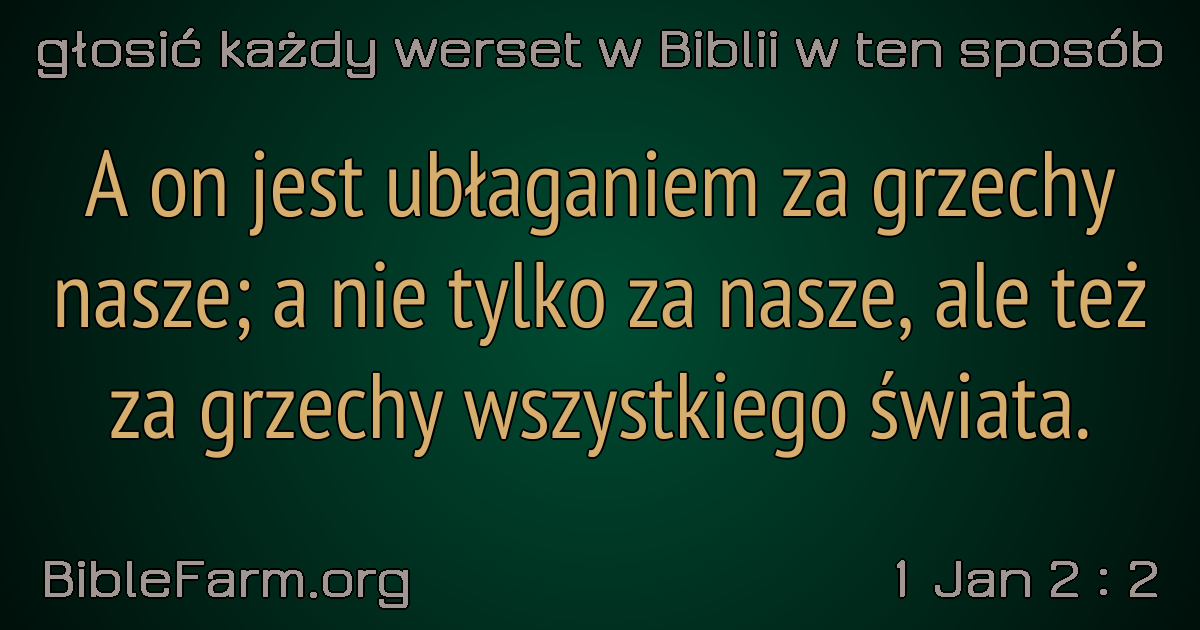 głosić każdy werset w Biblii w ten sposób
A on jest ubłaganiem za grzechy
nasze; a nie tylko za nasze, ale też
za grzechy wszystkiego świata.
BibleFarm.org
1 Jan 2 : 2